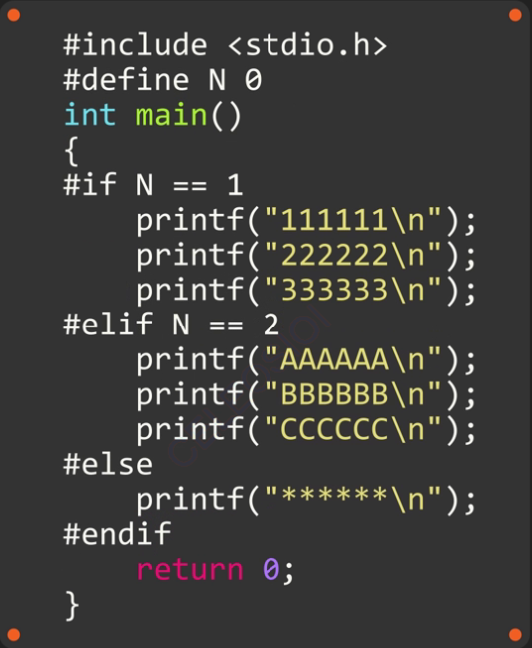 #include <stdio.h>
#define N 0
int main()
{
#if N == 1
    printf("111111\n");
    printf("222222\n");
    printf("333333\n");
#elif N == 2
    printf("AAAAAA\n");
    printf("BBBBBB\n");
    printf("CCCCCC\n");
#else
    printf("******\n");
#endif
    return 0;
}